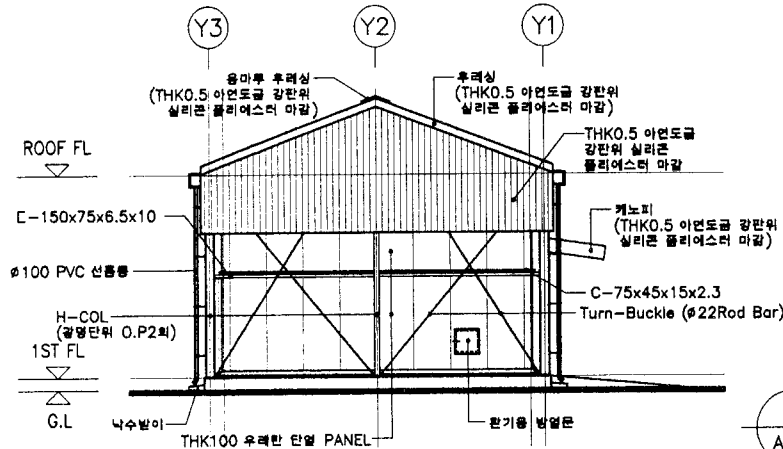 Y3
Y2
Y1
용마루 후레싱
(THK0.5 아연도금 강판위
실리콘 폴리에스터 마감)
후레싱
(THK0.5 아연도금 강판위
실리콘 폴리에스터 마감)
THK0.5 아연도금
강판위 실리콘
폴리에스터 마감
ROOF FL
C-150x75x6.5x10
케노피
(THK0.5 아연도금 강판위
실리콘 폴리에스터 마감)
ø100 PVC 선홈통
H-COL
(광명단위 O.P2회)
C-75x45x15x2.3
Turn-Buckle (ø22Rod Bar)
1ST FL
G.L
낙수받이
THK100 우레탄 단열 PANEL
환기용 방열문
A